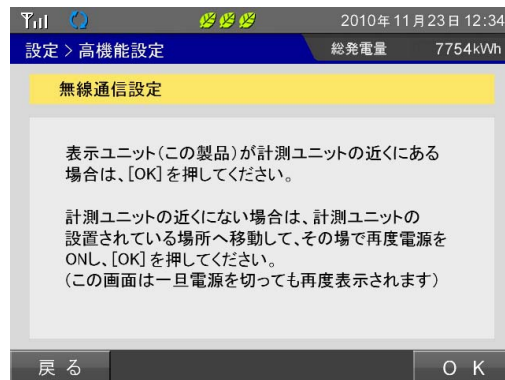 2010年11月23日 12:34
設定 > 高機能設定
総発電量 7754kWh
無線通信設定
表示ユニット(この製品)が計測ユニットの近くにある
場合は、[OK]を押してください。
計測ユニットの近くにない場合は、計測ユニットの
設置されている場所へ移動して、その場で再度電源を
ONし、[OK]を押してください。
(この画面は一旦電源を切っても再度表示されます)
戻る
OK